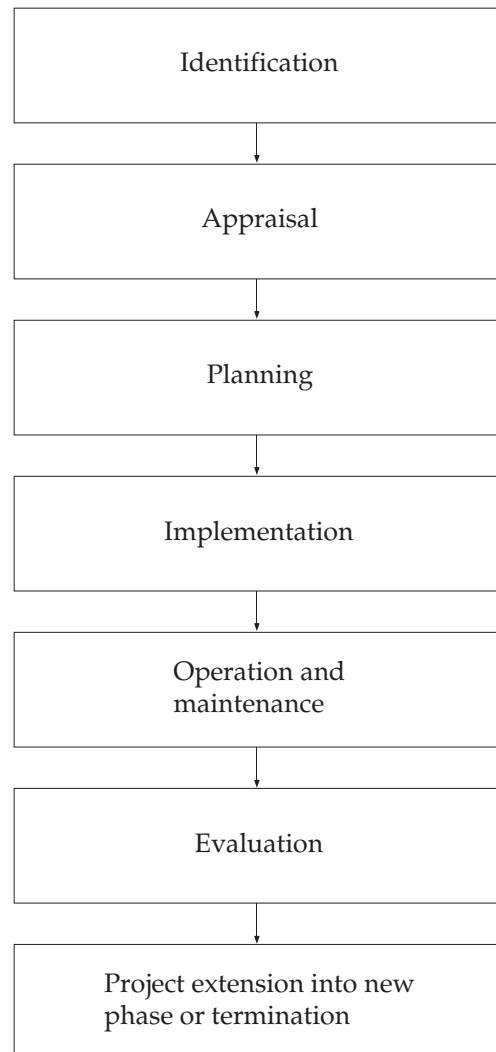 Identification
Appraisal
Planning
Implementation
Operation and
maintenance
Evaluation
Project extension into new
phase or termination